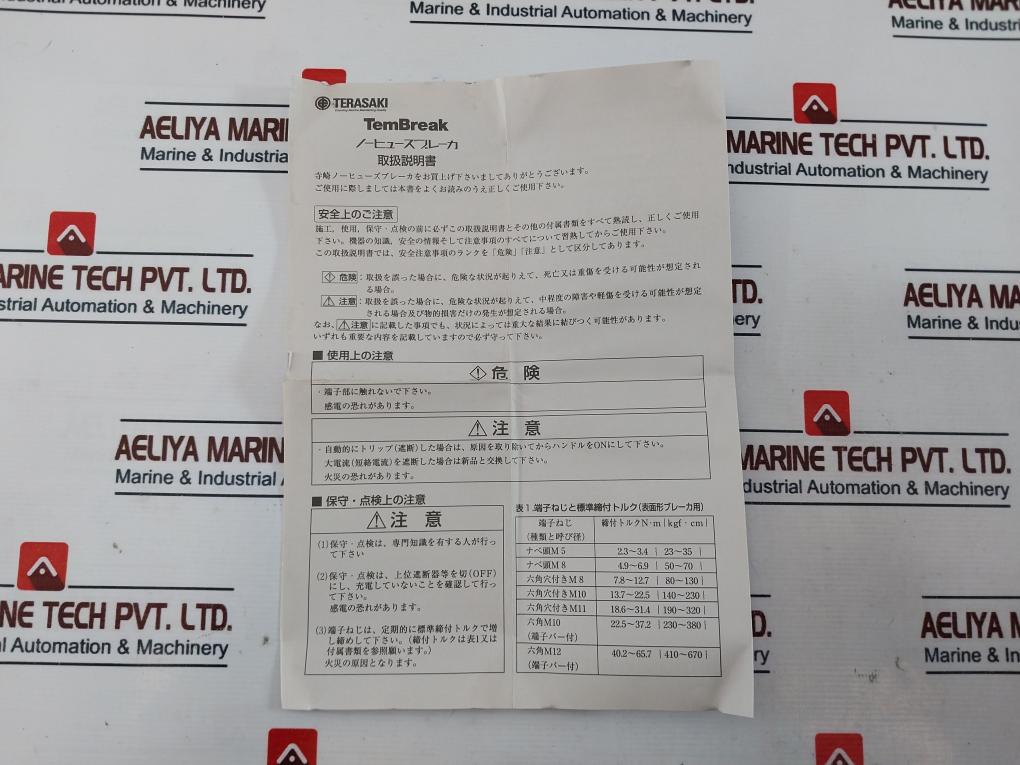 Marine & Industrial Automation & Machinery
AELIYA MARINE TECH PVT. LTD.
Marine & Industrial Automation & Machinery
TERASAKI
TemBreak
ノーヒューズブレーカ
取扱説明書
寺崎ノーヒューズブレーカをお買上げ下さいましてありがとうございます。
ご使用に際しましては本書をよくお読みのうえ正しくご使用下さい。
安全上のご注意
施工，使用，保守・点検の前に必ずこの取扱説明書とその他の付属書類をすべて熟読し、正しくご使用
下さい。機器の知識，安全の情報そして注意事項のすべてについて習熟してからご使用下さい。
この取扱説明書では、安全注意事項のランクを「危険」「注意」として区分してあります。
危険：取扱を誤った場合に、危険な状況が起りえて、死亡又は重傷を受ける可能性が想定され
る場合。
注意：取扱を誤った場合に、危険な状況が起りえて、中程度の障害や軽傷を受ける可能性が想定
される場合及び物的損害だけの発生が想定される場合。
なお、注意に記載した事項でも、状況によっては重大な結果に結びつく可能性があります。
いずれも重要な内容を記載していますので必ず守って下さい。
■ 使用上の注意
危 険
・端子部に触れないで下さい。
感電の恐れがあります。
注 意
・自動的にトリップ(遮断)した場合は、原因を取り除いてからハンドルをONにして下さい。
大電流(短絡電流)を遮断した場合は新品と交換して下さい。
火災の恐れがあります。
■ 保守・点検上の注意
注 意
(1)保守・点検は、専門知識を有する人が行っ
て下さい
(2)保守・点検は、上位遮断器等を切(OFF)
にし、充電していないことを確認して行っ
て下さい。
感電の恐れがあります。
(3)端子ねじは、定期的に標準締付トルクで増
し締めして下さい。(締付トルクは表1又は
付属書類を参照願います。)
火災の原因となります。
表1.端子ねじと標準締付トルク(表面形ブレーカ用)
端子ねじ 締付トルクN・m｜kgf・cm｜
(種類と呼び径)
ナベ頭M 5 2.3～3.4 ｜23～35｜
ナベ頭M 8 4.9～6.9 ｜50～70｜
六角穴付きM 8 7.8～12.7 ｜80～130｜
六角穴付きM10 13.7～22.5 ｜140～230｜
六角穴付きM11 18.6～31.4 ｜190～320｜
六角M10 22.5～37.2 ｜230～380｜
(端子バー付)
六角M12 40.2～65.7 ｜410～670｜
(端子バー付)